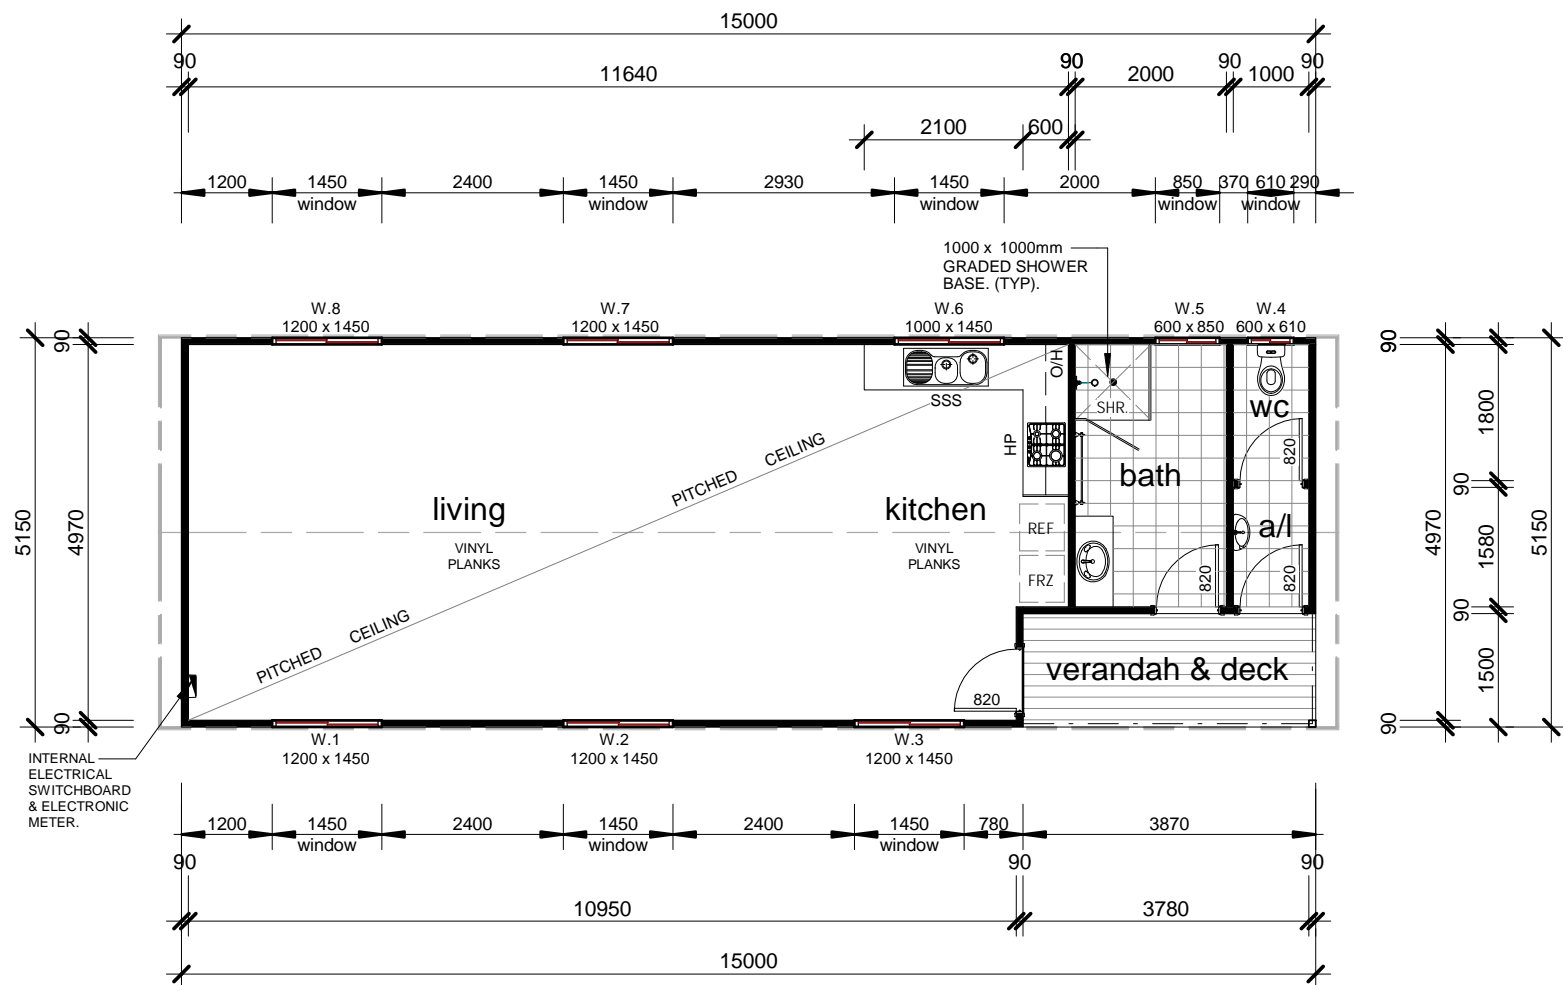 15000
90 11640 90 2000 90 1000 90
2100 600
1200 1450 2400 1450 2930 1450 2000 850 370 610 290
window window window window window
1000 x 1000mm
GRADED SHOWER
BASE. (TYP).
W.8 W.7 W.6 W.5 W.4
1200 x 1450 1200 x 1450 1000 x 1450 600 x 850 600 x 610
90
4970
90
5150
O/H
SSS
SHR.
HP
wc
820
PITCHED CEILING
living
VINYL
PLANKS
kitchen
VINYL
PLANKS
REF
FRZ
bath
a/l
820
820
PITCHED CEILING
verandah & deck
820
90
4970
90
1800
90
1580
90
1500
5150
W.1 W.2 W.3
1200 x 1450 1200 x 1450 1200 x 1450
INTERNAL
ELECTRICAL
SWITCHBOARD
& ELECTRONIC
METER.
1200 1450 2400 1450 2400 1450 780 3870
window window window
90 90 90
10950 3780
15000